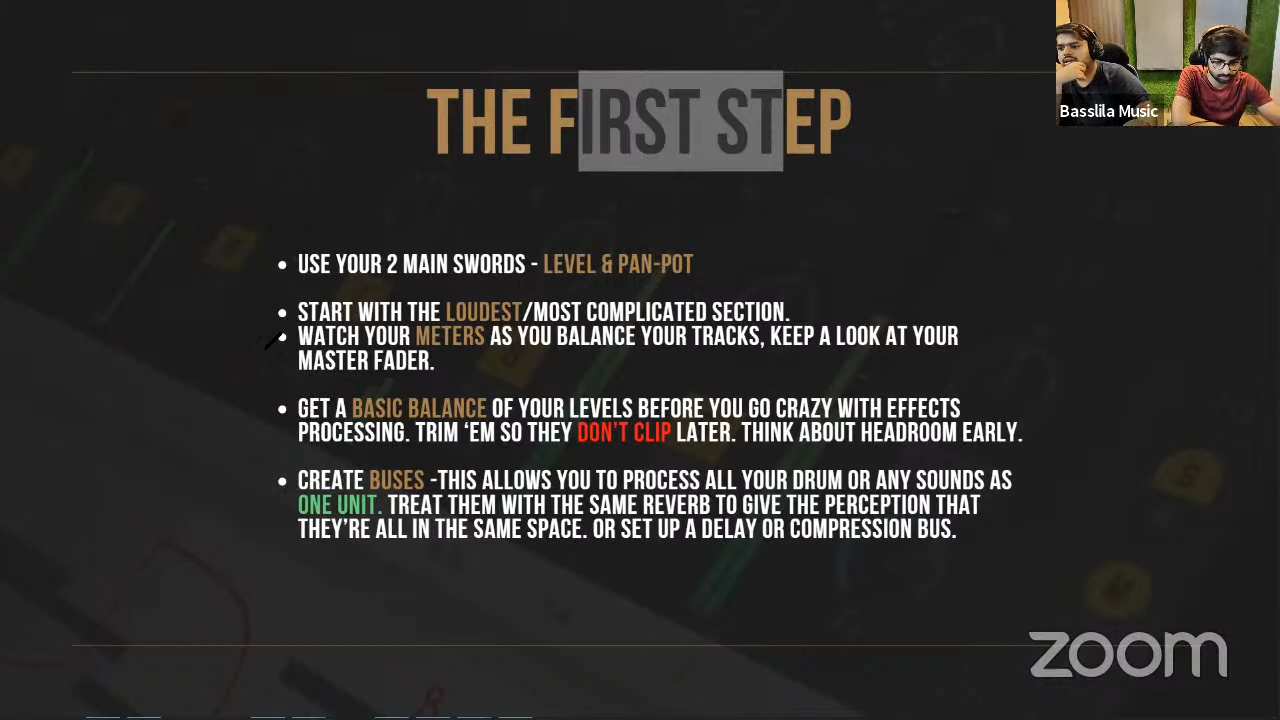 THE FIRST STEP
Basslila Music
• USE YOUR 2 MAIN SWORDS - LEVEL & PAN-POT
• START WITH THE LOUDEST/MOST COMPLICATED SECTION.
• WATCH YOUR METERS AS YOU BALANCE YOUR TRACKS, KEEP A LOOK AT YOUR
MASTER FADER.
• GET A BASIC BALANCE OF YOUR LEVELS BEFORE YOU GO CRAZY WITH EFFECTS
PROCESSING. TRIM ‘EM SO THEY DON’T CLIP LATER. THINK ABOUT HEADROOM EARLY.
• CREATE BUSES -THIS ALLOWS YOU TO PROCESS ALL YOUR DRUM OR ANY SOUNDS AS
ONE UNIT. TREAT THEM WITH THE SAME REVERB TO GIVE THE PERCEPTION THAT
THEY’RE ALL IN THE SAME SPACE. OR SET UP A DELAY OR COMPRESSION BUS.
zoom